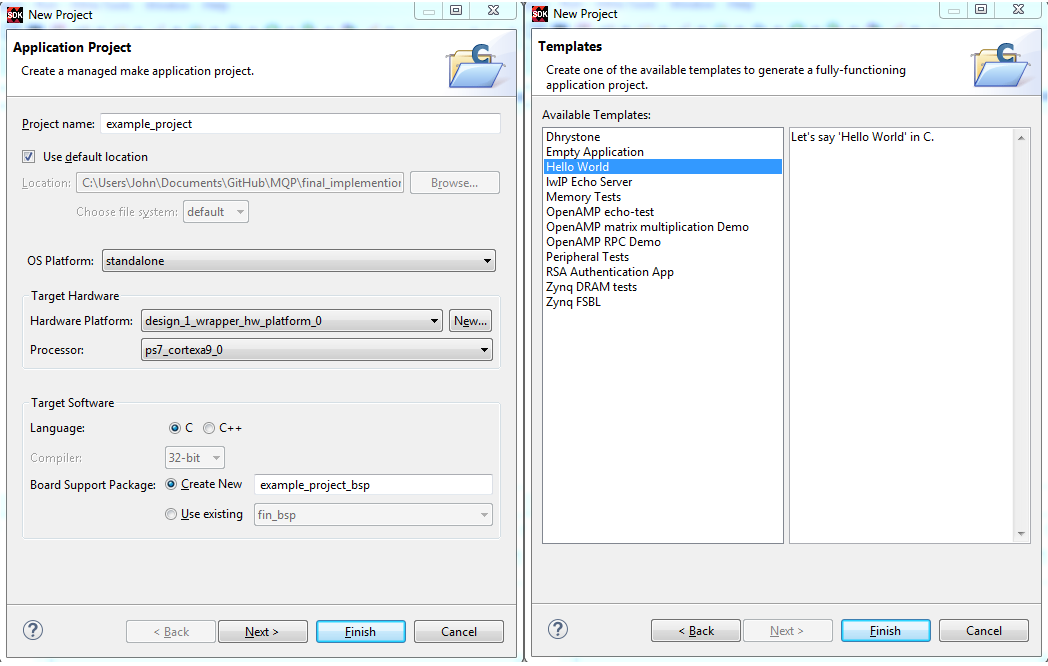 SDK New Project
Application Project
Create a managed make application project.
C
Project name: example_project
Use default location
Location: C:\Users\John\Documents\GitHub\MQP\final_implemention Browse...
Choose file system: default
OS Platform: standalone
Target Hardware
Hardware Platform: design_1_wrapper_hw_platform_0 New...
Processor: ps7_cortexa9_0
Target Software
Language: C C++
Compiler: 32-bit
Board Support Package: Create New example_project_bsp
Use existing fin_bsp
? < Back Next > Finish Cancel
SDK New Project
Templates
Create one of the available templates to generate a fully-functioning
application project.
C
Available Templates:
Dhrystone
Empty Application
Hello World
lwIP Echo Server
Memory Tests
OpenAMP echo-test
OpenAMP matrix multiplication Demo
OpenAMP RPC Demo
Peripheral Tests
RSA Authentication App
Zynq DRAM tests
Zynq FSBL
Let's say 'Hello World' in C.
? < Back Next > Finish Cancel